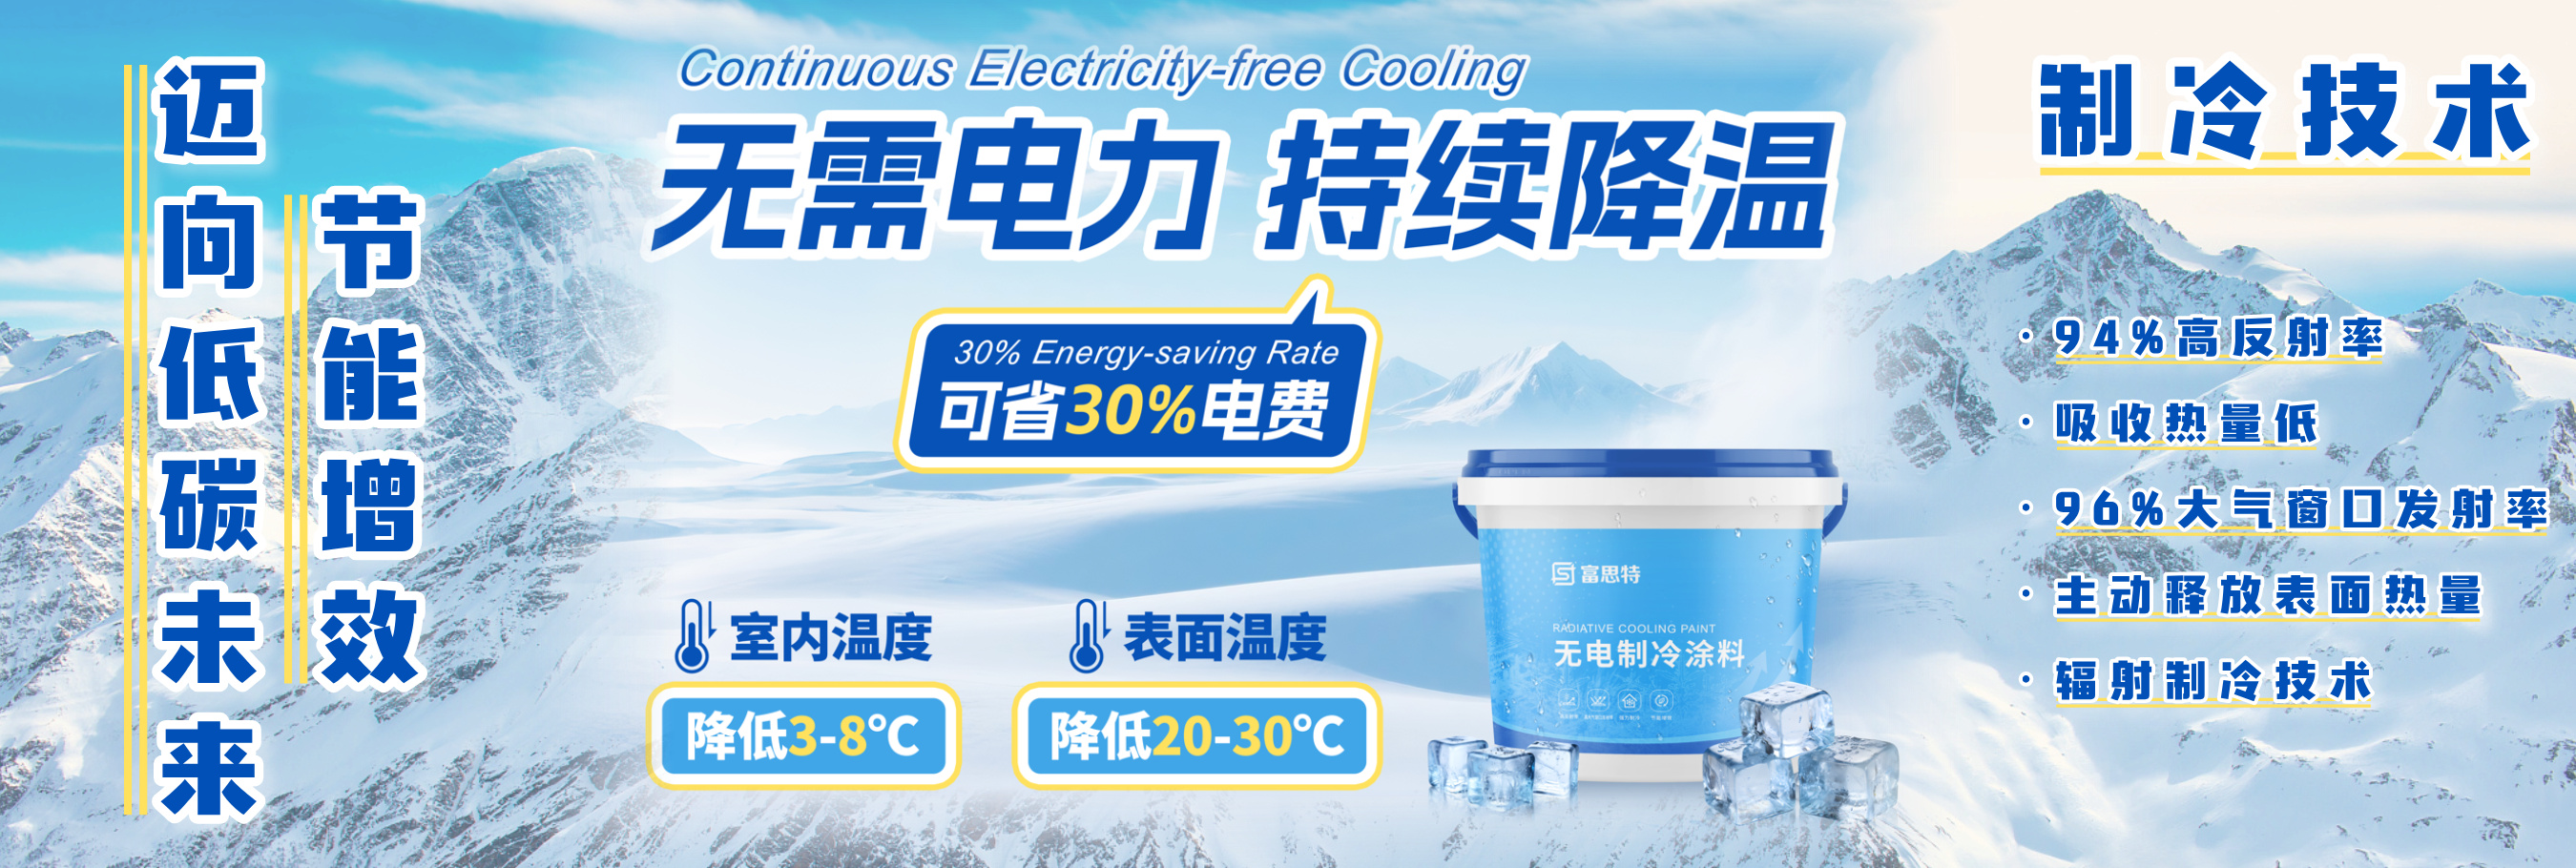 迈向低碳未来
节能增效
Continuous Electricity-free Cooling
无需电力 持续降温
30% Energy-saving Rate
可省30%电费
室内温度
降低3-8℃
表面温度
降低20-30℃
富思特
RADIATIVE COOLING PAINT
无电制冷涂料
制冷技术
· 94%高反射率
· 吸收热量低
· 96%大气窗口发射率
· 主动释放表面热量
· 辐射制冷技术